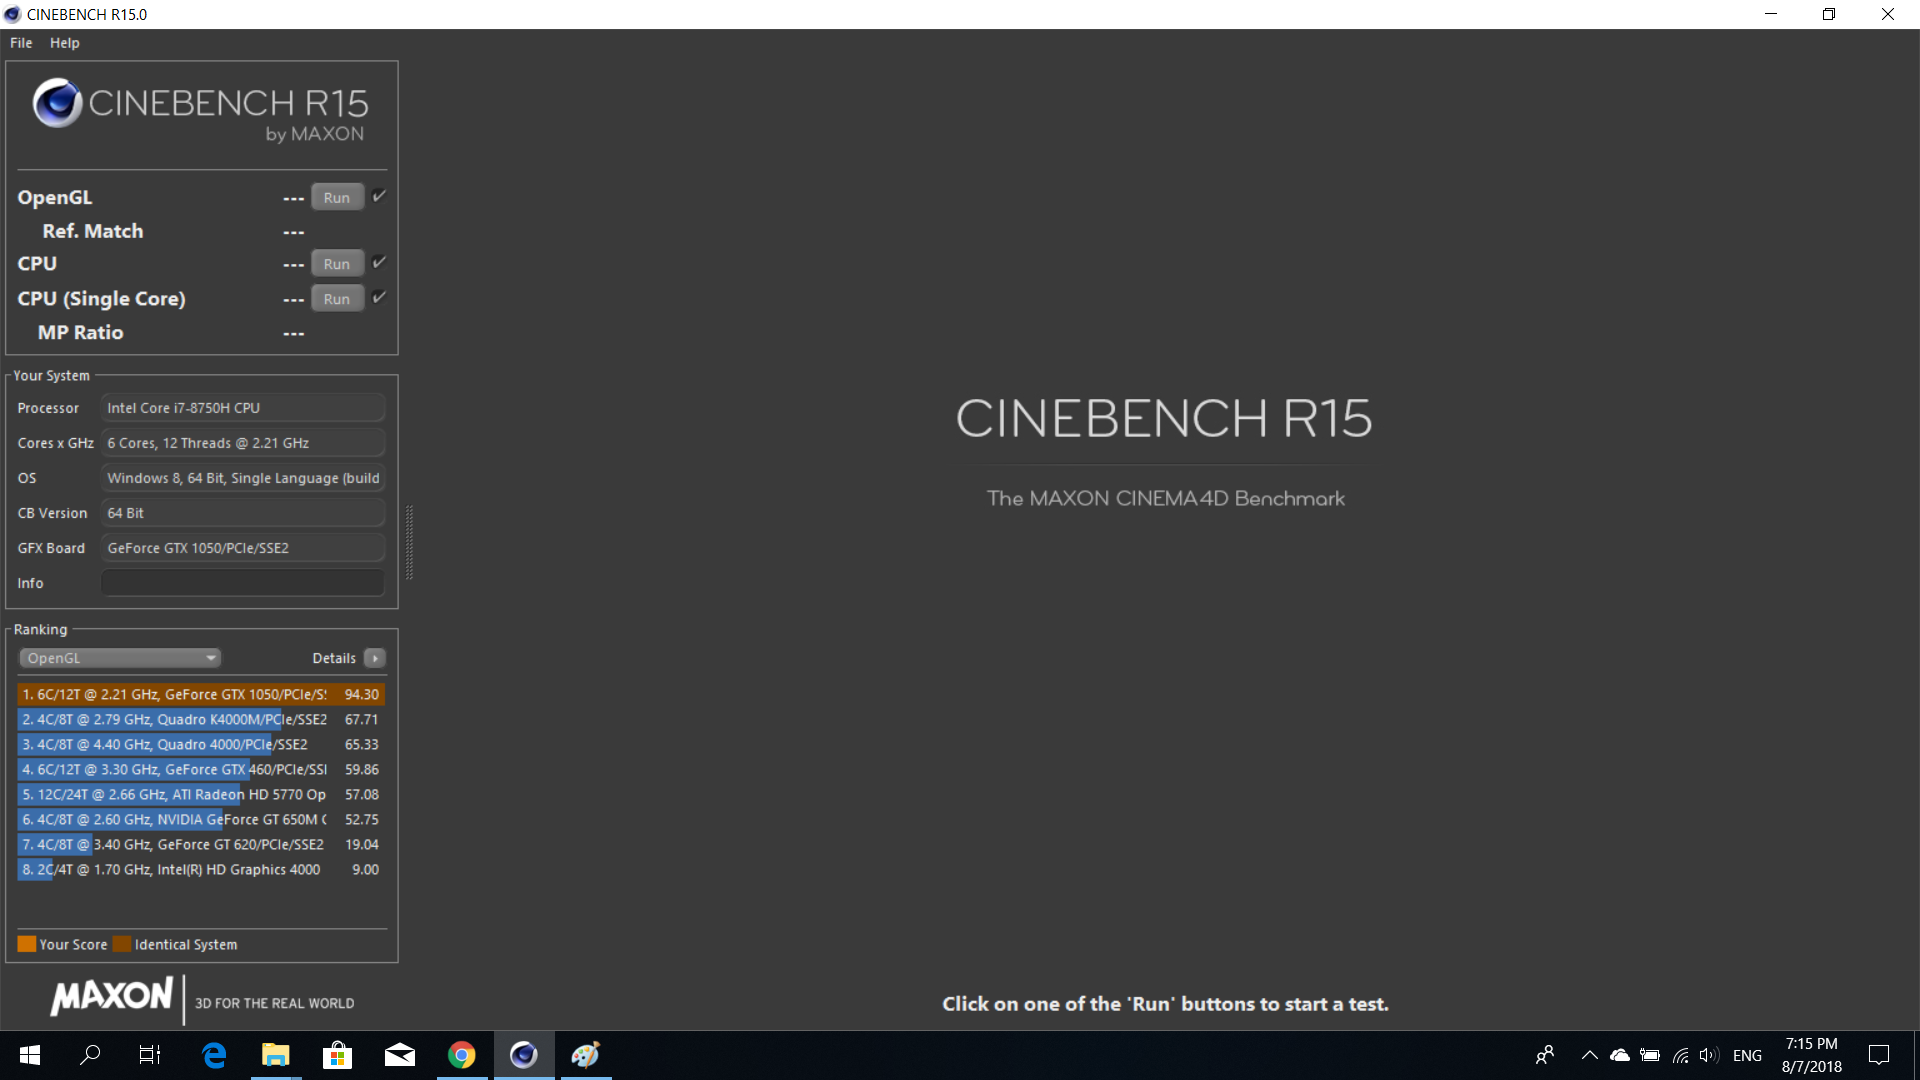 CINEBENCH R15.0
File Help
CINEBENCH R15
by MAXON
OpenGL --- Run
Ref. Match ---
CPU --- Run
CPU (Single Core) --- Run
MP Ratio ---
Your System
Processor Intel Core i7-8750H CPU
Cores x GHz 6 Cores, 12 Threads @ 2.21 GHz
OS Windows 8, 64 Bit, Single Language (build
CB Version 64 Bit
GFX Board GeForce GTX 1050/PCIe/SSE2
Info
Ranking
OpenGL Details
1. 6C/12T @ 2.21 GHz, GeForce GTX 1050/PCIe/S 94.30
2. 4C/8T @ 2.79 GHz, Quadro K4000M/PCIe/SSE2 67.71
3. 4C/8T @ 4.40 GHz, Quadro 4000/PCIe/SSE2 65.33
4. 6C/12T @ 3.30 GHz, GeForce GTX 460/PCIe/SS 59.86
5. 12C/24T @ 2.66 GHz, ATI Radeon HD 5770 Op 57.08
6. 4C/8T @ 2.60 GHz, NVIDIA GeForce GT 650M 52.75
7. 4C/8T @ 3.40 GHz, GeForce GT 620/PCIe/SSE2 19.04
8. 2C/4T @ 1.70 GHz, Intel(R) HD Graphics 4000 9.00
Your Score Identical System
MAXON 3D FOR THE REAL WORLD
CINEBENCH R15
The MAXON CINEMA4D Benchmark
Click on one of the 'Run' buttons to start a test.
ENG
7:15 PM
8/7/2018